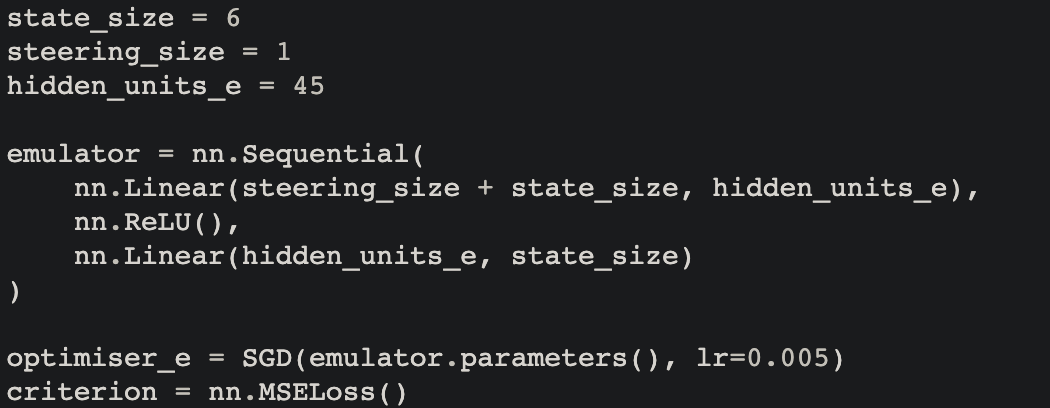 state_size = 6
steering_size = 1
hidden_units_e = 45

emulator = nn.Sequential(
    nn.Linear(steering_size + state_size, hidden_units_e),
    nn.ReLU(),
    nn.Linear(hidden_units_e, state_size)
)

optimiser_e = SGD(emulator.parameters(), lr=0.005)
criterion = nn.MSELoss()